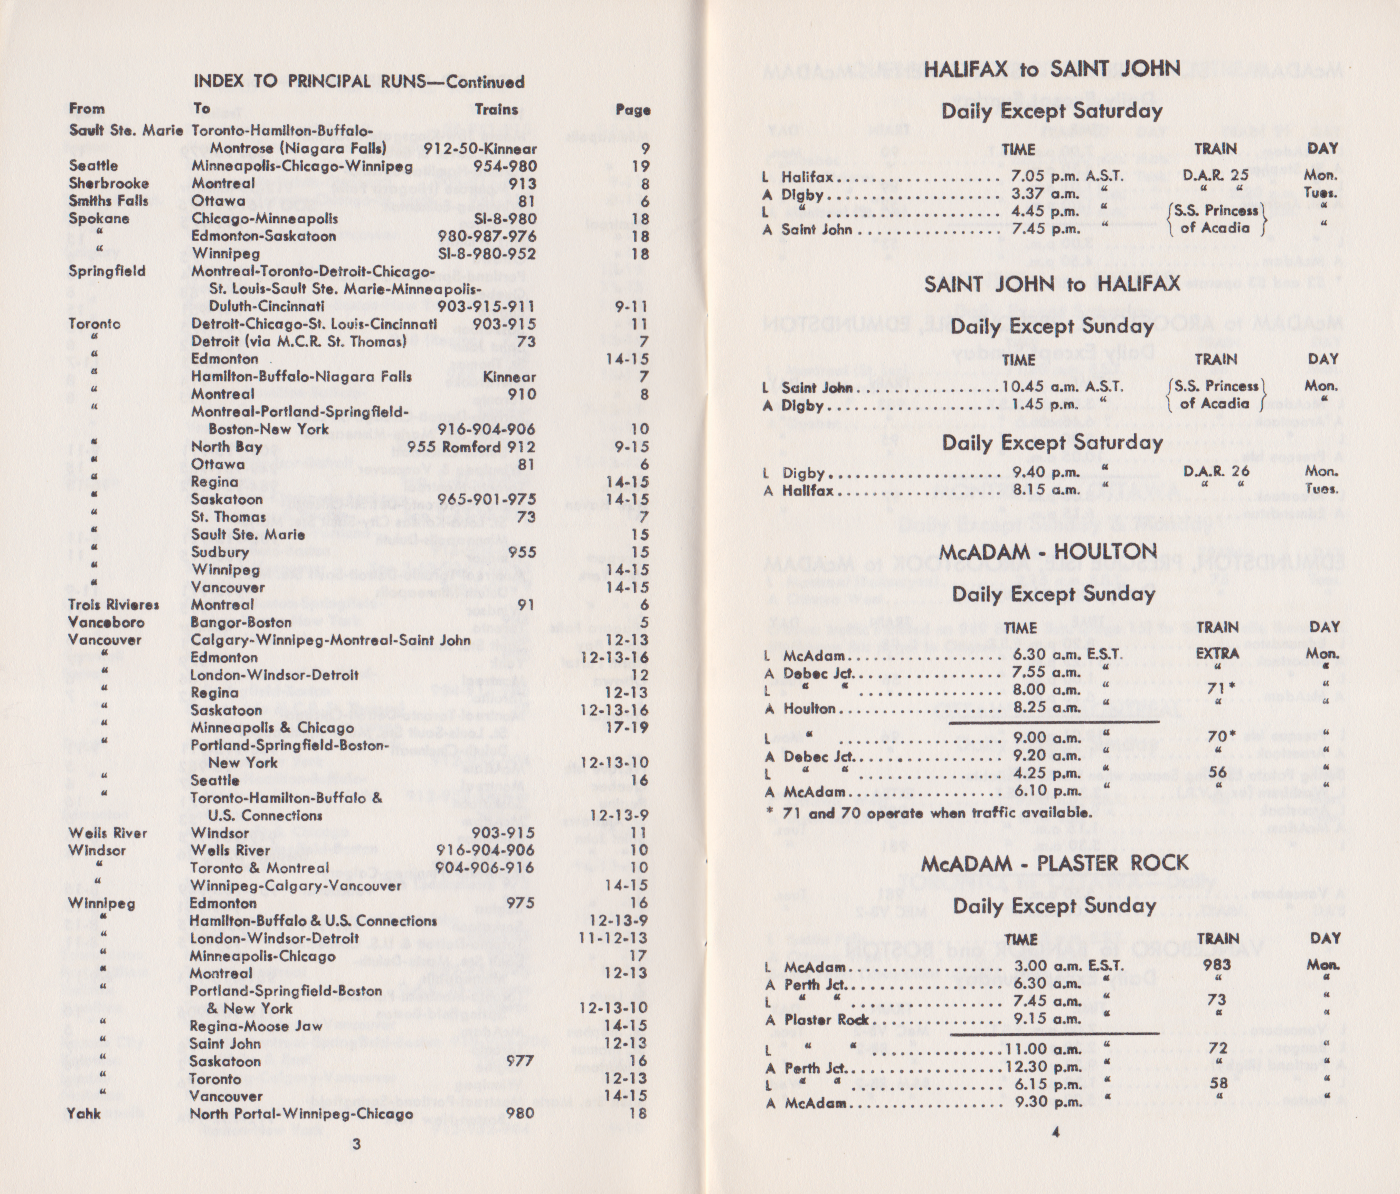 INDEX TO PRINCIPAL RUNS—Continued
From To Trains Page
Sault Ste. Marie Toronto-Hamilton-Buffalo-
Montrose (Niagara Falls) 912-50-Kinnear 9
Seattle Minneapolis-Chicago-Winnipeg 954-980 19
Sherbrooke Montreal 913 8
Smiths Falls Ottawa 81 6
Spokane Chicago-Minneapolis SI-8-980 18
“ Edmonton-Saskatoon 980-987-976 18
“ Winnipeg SI-8-980-952 18
Springfield Montreal-Toronto-Detroit-Chicago-
St. Louis-Sault Ste. Marie-Minneapolis-
Duluth-Cincinnati 903-915-911 9-11
Toronto Detroit-Chicago-St. Louis-Cincinnati 903-915 11
“ Detroit (via M.C.R. St. Thomas) 73 7
“ Edmonton 14-15
“ Hamilton-Buffalo-Niagara Falls Kinnear 7
“ Montreal 910 8
“ Montreal-Portland-Springfield-
Boston-New York 916-904-906 10
“ North Bay 955 Romford 912 9-15
“ Ottawa 81 6
“ Regina 14-15
“ Saskatoon 965-901-975 14-15
“ St. Thomas 73 7
“ Sault Ste. Marie 15
“ Sudbury 955 15
“ Winnipeg 14-15
“ Vancouver 14-15
Trois Rivieres Montreal 91 6
Vanceboro Bangor-Boston 5
Vancouver Calgary-Winnipeg-Montreal-Saint John 12-13
“ Edmonton 12-13-16
“ London-Windsor-Detroit 12
“ Regina 12-13
“ Saskatoon 12-13-16
“ Minneapolis & Chicago 17-19
“ Portland-Springfield-Boston-
New York 12-13-10
“ Seattle 16
“ Toronto-Hamilton-Buffalo &
U.S. Connections 12-13-9
Wells River Windsor 903-915 11
Windsor Wells River 916-904-906 10
“ Toronto & Montreal 904-906-916 10
“ Winnipeg-Calgary-Vancouver 14-15
Winnipeg Edmonton 975 16
“ Hamilton-Buffalo & U.S. Connections 12-13-9
“ London-Windsor-Detroit 11-12-13
“ Minneapolis-Chicago 17
“ Montreal 12-13
“ Portland-Springfield-Boston
& New York 12-13-10
“ Regina-Moose Jaw 14-15
“ Saint John 12-13
“ Saskatoon 977 16
“ Toronto 12-13
“ Vancouver 14-15
Yahk North Portal-Winnipeg-Chicago 980 18
3
HALIFAX to SAINT JOHN
Daily Except Saturday
TIME TRAIN DAY
L Halifax................... 7.05 p.m. A.S.T. D.A.R. 25 Mon.
A Digby.................... 3.37 a.m. “ “ “ Tues.
L “ .................... 4.45 p.m. “ {S.S. Princess} “
A Saint John ................. 7.45 p.m. “ { of Acadia } “
SAINT JOHN to HALIFAX
Daily Except Sunday
TIME TRAIN DAY
L Saint John.................10.45 a.m. A.S.T. {S.S. Princess} Mon.
A Digby.................... 1.45 p.m. “ { of Acadia } “
Daily Except Saturday
L Digby.................... 9.40 p.m. “ D.A.R. 26 Mon.
A Halifax................... 8.15 a.m. “ “ “ Tues.
McADAM - HOULTON
Daily Except Sunday
TIME TRAIN DAY
L McAdam.................. 6.30 a.m. E.S.T. EXTRA Mon.
A Debec Jct.................. 7.55 a.m. “ “ “
L “ “ ................. 8.00 a.m. “ 71* “
A Houlton................... 8.25 a.m. “ “ “
L “ ................... 9.00 a.m. “ 70* “
A Debec Jct.................. 9.20 a.m. “ “ “
L “ “ ................. 4.25 p.m. “ 56 “
A McAdam.................. 6.10 p.m. “ “ “
* 71 and 70 operate when traffic available.
McADAM - PLASTER ROCK
Daily Except Sunday
TIME TRAIN DAY
L McAdam.................. 3.00 a.m. E.S.T. 983 Mon.
A Perth Jct................... 6.30 a.m. “ “ “
L “ “ .................. 7.45 a.m. “ 73 “
A Plaster Rock............... 9.15 a.m. “ “ “
L “ “ ...............11.00 a.m. “ 72 “
A Perth Jct..................12.30 p.m. “ “ “
L “ “ .................. 6.15 p.m. “ 58 “
A McAdam.................. 9.30 p.m. “ “ “
4